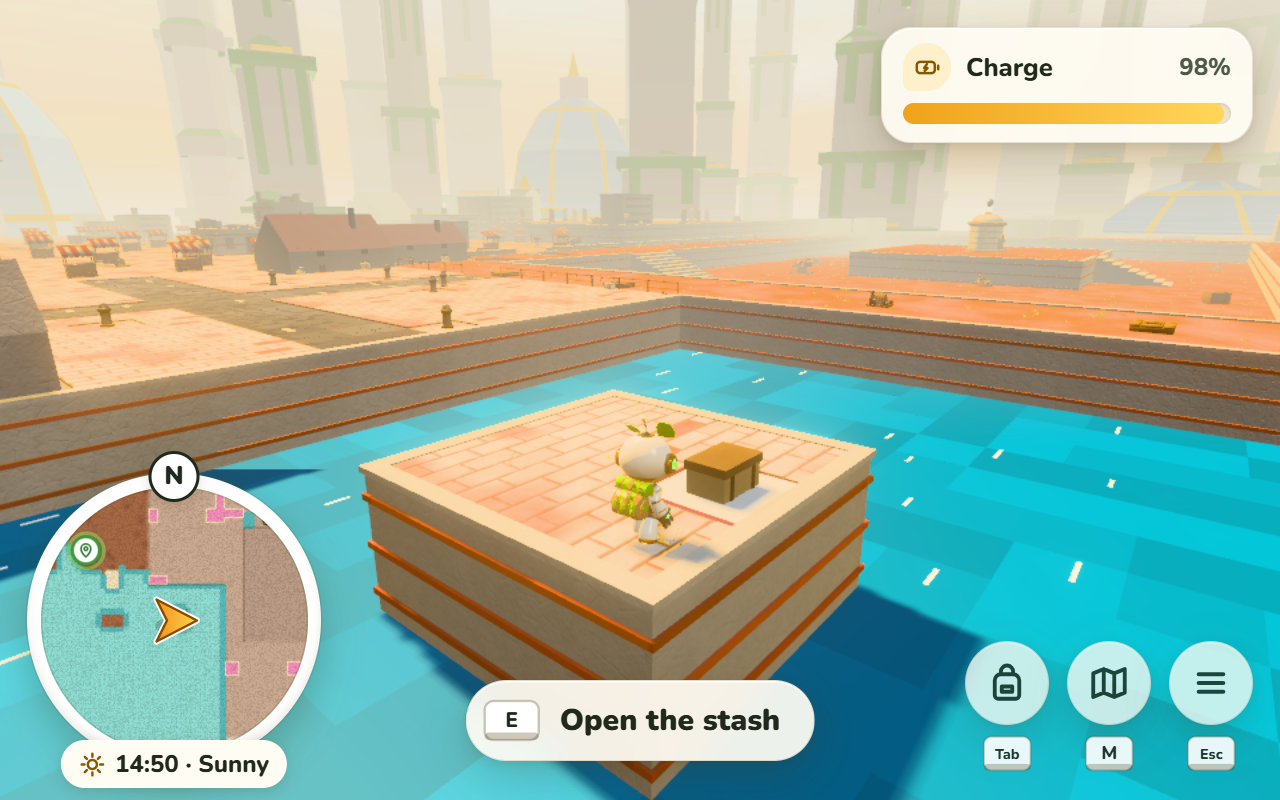 Charge 98%
N
14:50 · Sunny
E Open the stash
Tab M Esc